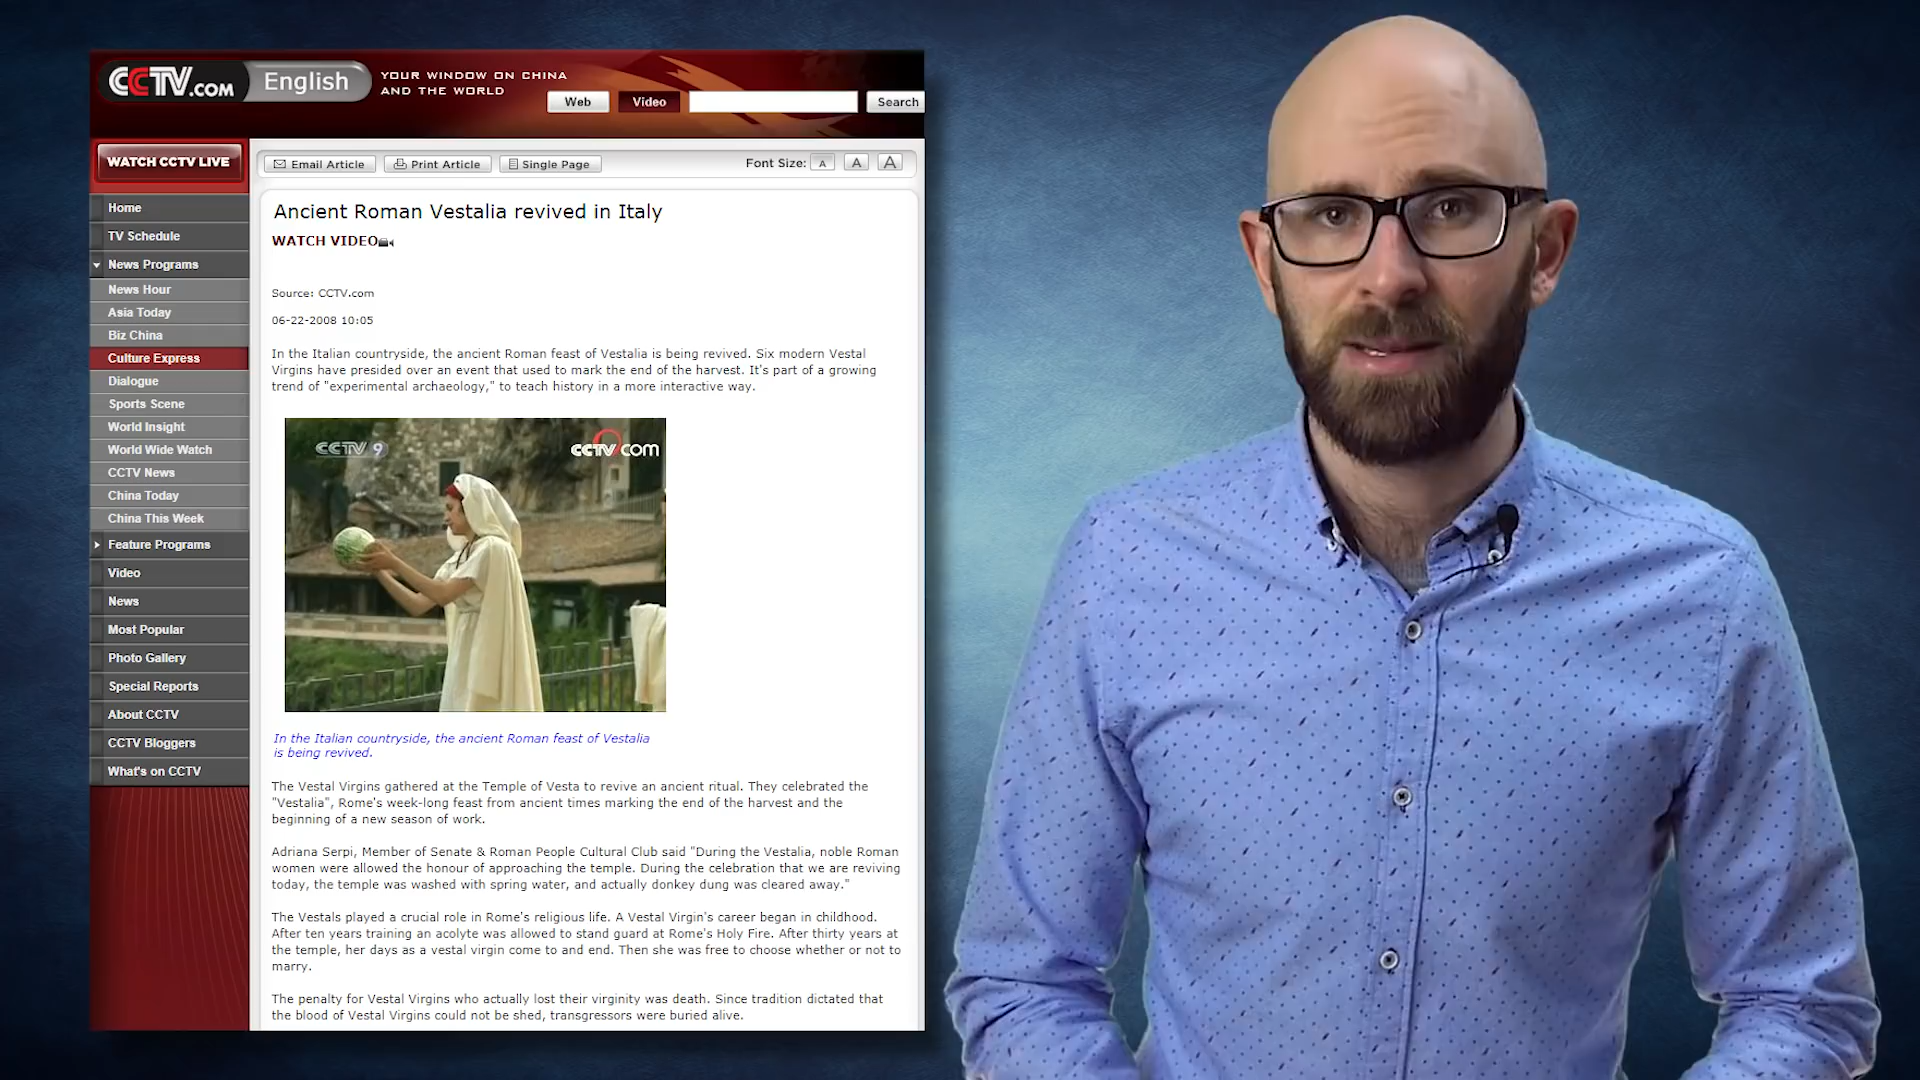 CCTV.COM English
YOUR WINDOW ON CHINA
AND THE WORLD
Web Video Search
WATCH CCTV LIVE
Email Article Print Article Single Page Font Size: A A A
Home
TV Schedule
News Programs
News Hour
Asia Today
Biz China
Culture Express
Dialogue
Sports Scene
World Insight
World Wide Watch
CCTV News
China Today
China This Week
Feature Programs
Video
News
Most Popular
Photo Gallery
Special Reports
About CCTV
CCTV Bloggers
What's on CCTV
Ancient Roman Vestalia revived in Italy
WATCH VIDEO
Source: CCTV.com
06-22-2008 10:05
In the Italian countryside, the ancient Roman feast of Vestalia is being revived. Six modern Vestal
Virgins have presided over an event that used to mark the end of the harvest. It's part of a growing
trend of "experimental archaeology," to teach history in a more interactive way.
CCTV 9 CCTV.COM
In the Italian countryside, the ancient Roman feast of Vestalia
is being revived.
The Vestal Virgins gathered at the Temple of Vesta to revive an ancient ritual. They celebrated the
"Vestalia", Rome's week-long feast from ancient times marking the end of the harvest and the
beginning of a new season of work.
Adriana Serpi, Member of Senate & Roman People Cultural Club said "During the Vestalia, noble Roman
women were allowed the honour of approaching the temple. During the celebration that we are reviving
today, the temple was washed with spring water, and actually donkey dung was cleared away."
The Vestals played a crucial role in Rome's religious life. A Vestal Virgin's career began in childhood.
After ten years training an acolyte was allowed to stand guard at Rome's Holy Fire. After thirty years at
the temple, her days as a vestal virgin come to and end. Then she was free to choose whether or not to
marry.
The penalty for Vestal Virgins who actually lost their virginity was death. Since tradition dictated that
the blood of Vestal Virgins could not be shed, transgressors were buried alive.